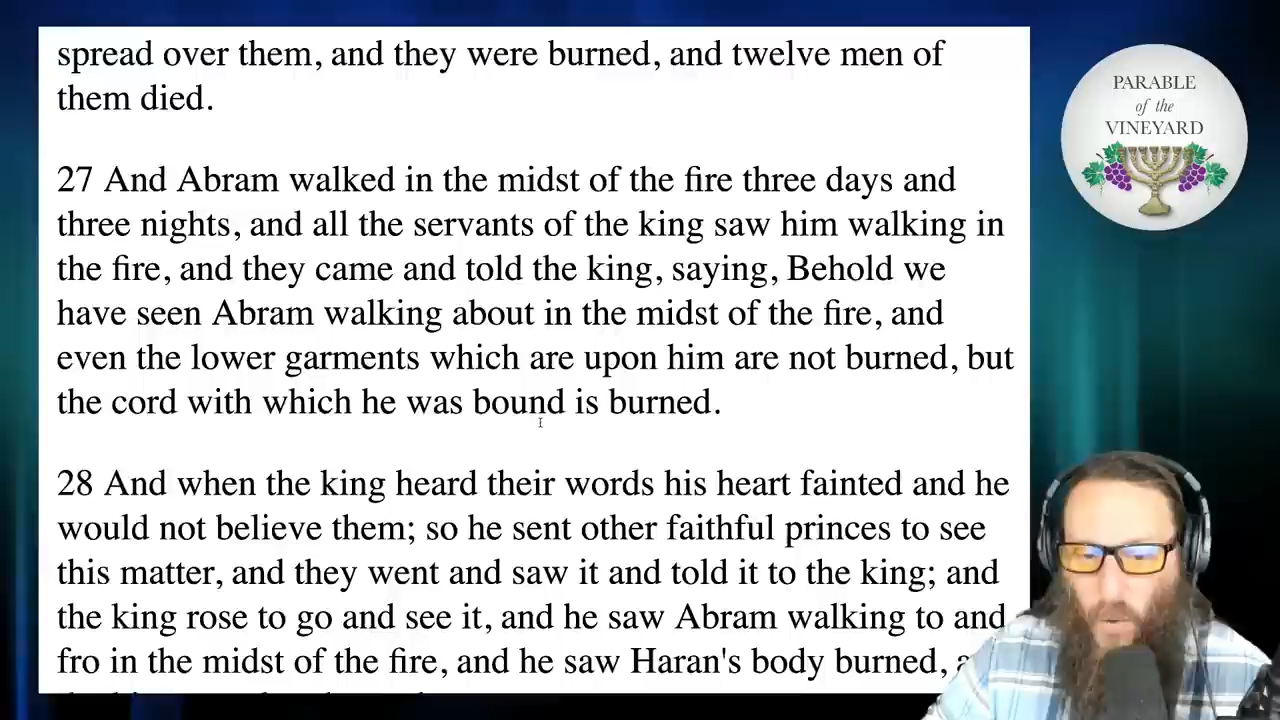 spread over them, and they were burned, and twelve men of
them died.
27 And Abram walked in the midst of the fire three days and
three nights, and all the servants of the king saw him walking in
the fire, and they came and told the king, saying, Behold we
have seen Abram walking about in the midst of the fire, and
even the lower garments which are upon him are not burned, but
the cord with which he was bound is burned.
28 And when the king heard their words his heart fainted and he
would not believe them; so he sent other faithful princes to see
this matter, and they went and saw it and told it to the king; and
the king rose to go and see it, and he saw Abram walking to and
fro in the midst of the fire, and he saw Haran's body burned,
PARABLE
of the
VINEYARD